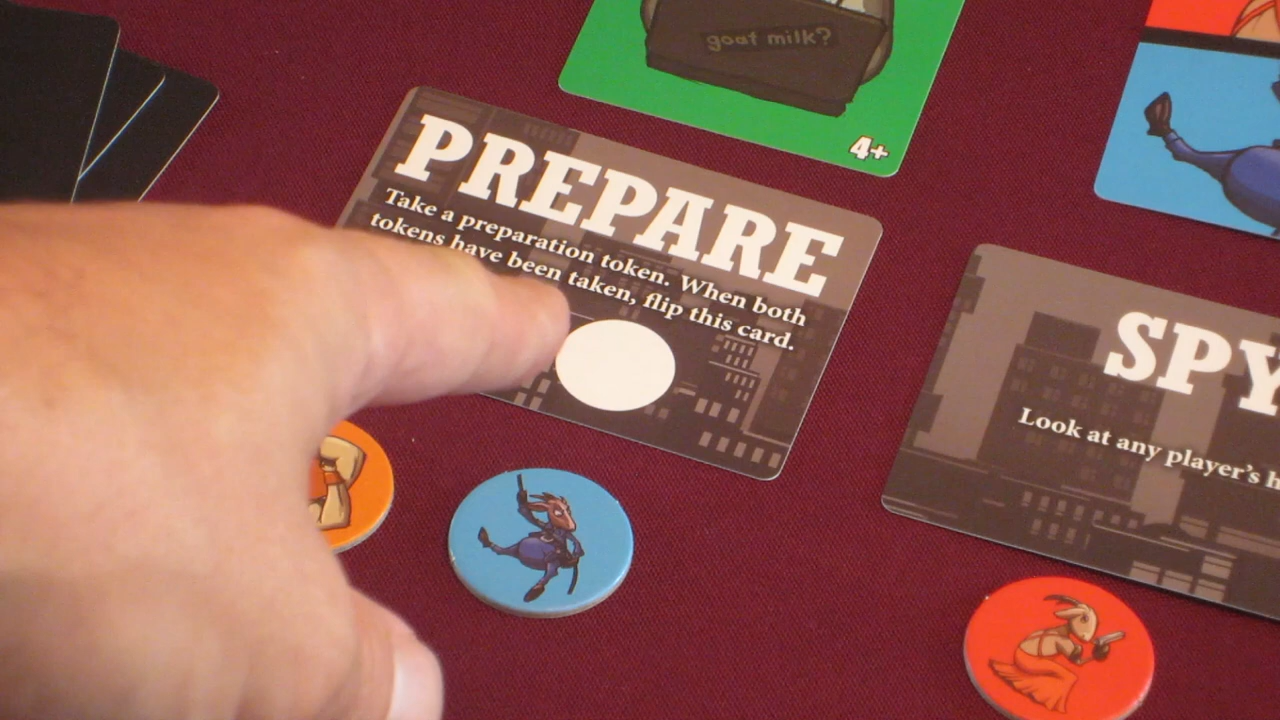 goat milk?
4+
PREPARE
Take a preparation token. When both
tokens have been taken, flip this card.
SPY
Look at any player's